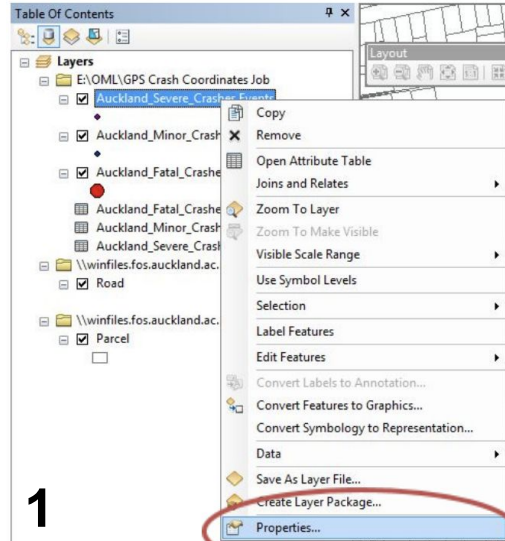 Table Of Contents
Layers
E:\OML\GPS Crash Coordinates Job
Auckland_Severe_Crashes Events
Auckland_Minor_Crash
Auckland_Fatal_Crashe
Auckland_Fatal_Crashe
Auckland_Minor_Crash
Auckland_Severe_Crash
\\winfiles.fos.auckland.ac.
Road
\\winfiles.fos.auckland.ac.
Parcel
Layout
Copy
Remove
Open Attribute Table
Joins and Relates
Zoom To Layer
Zoom To Make Visible
Visible Scale Range
Use Symbol Levels
Selection
Label Features
Edit Features
Convert Labels to Annotation...
Convert Features to Graphics...
Convert Symbology to Representation...
Data
Save As Layer File...
Create Layer Package...
Properties...
1